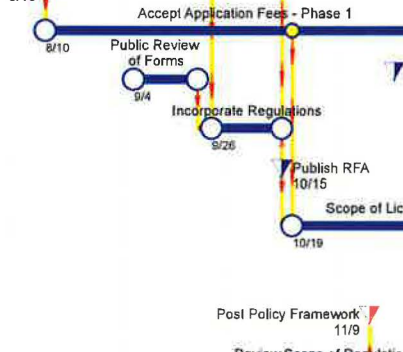 Accept Application Fees - Phase 1
8/10
Public Review
of Forms
9/4
Incorporate Regulations
9/26
Publish RFA
10/15
Scope of Lic
10/19
Post Policy Framework
11/9